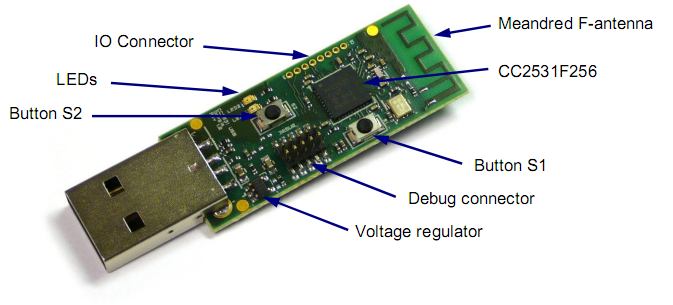 Meandred F-antenna
IO Connector
CC2531F256
LEDs
Button S2
Button S1
Debug connector
Voltage regulator